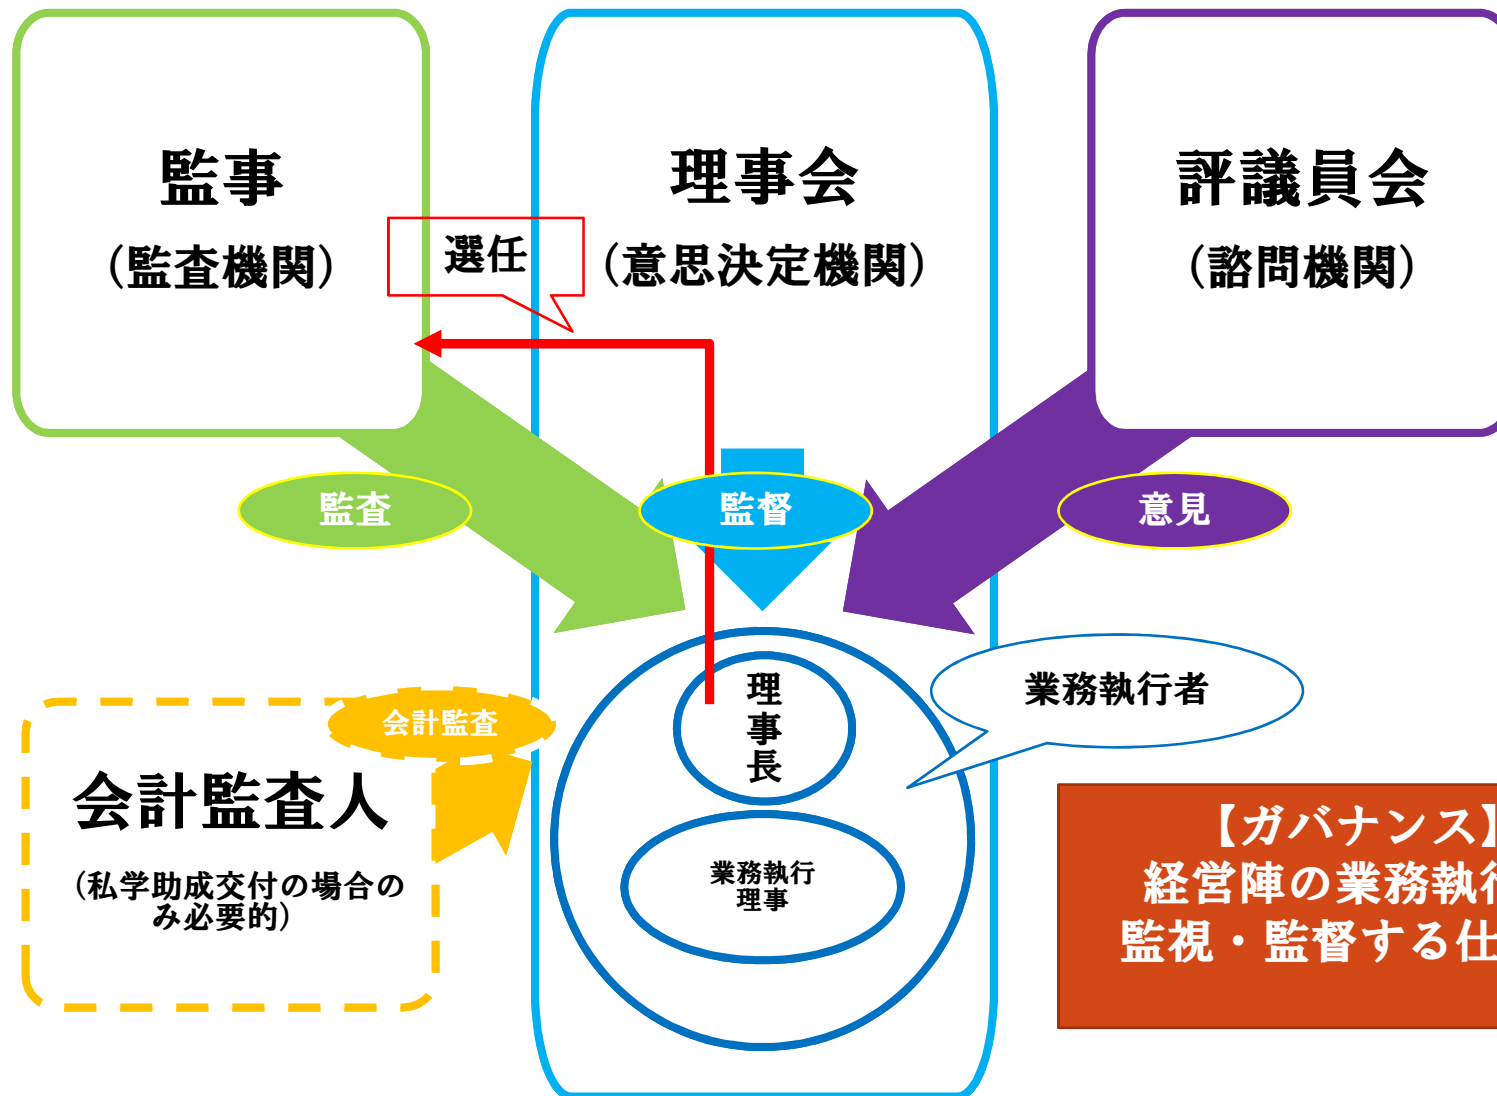 監事
（監査機関）
選任
理事会
（意思決定機関）
評議員会
（諮問機関）
監査
監督
意見
会計監査
会計監査人
（私学助成交付の場合の
み必要的）
理
事
長
業務執行
理事
業務執行者
【ガバナンス】
経営陣の業務執行
監視・監督する仕